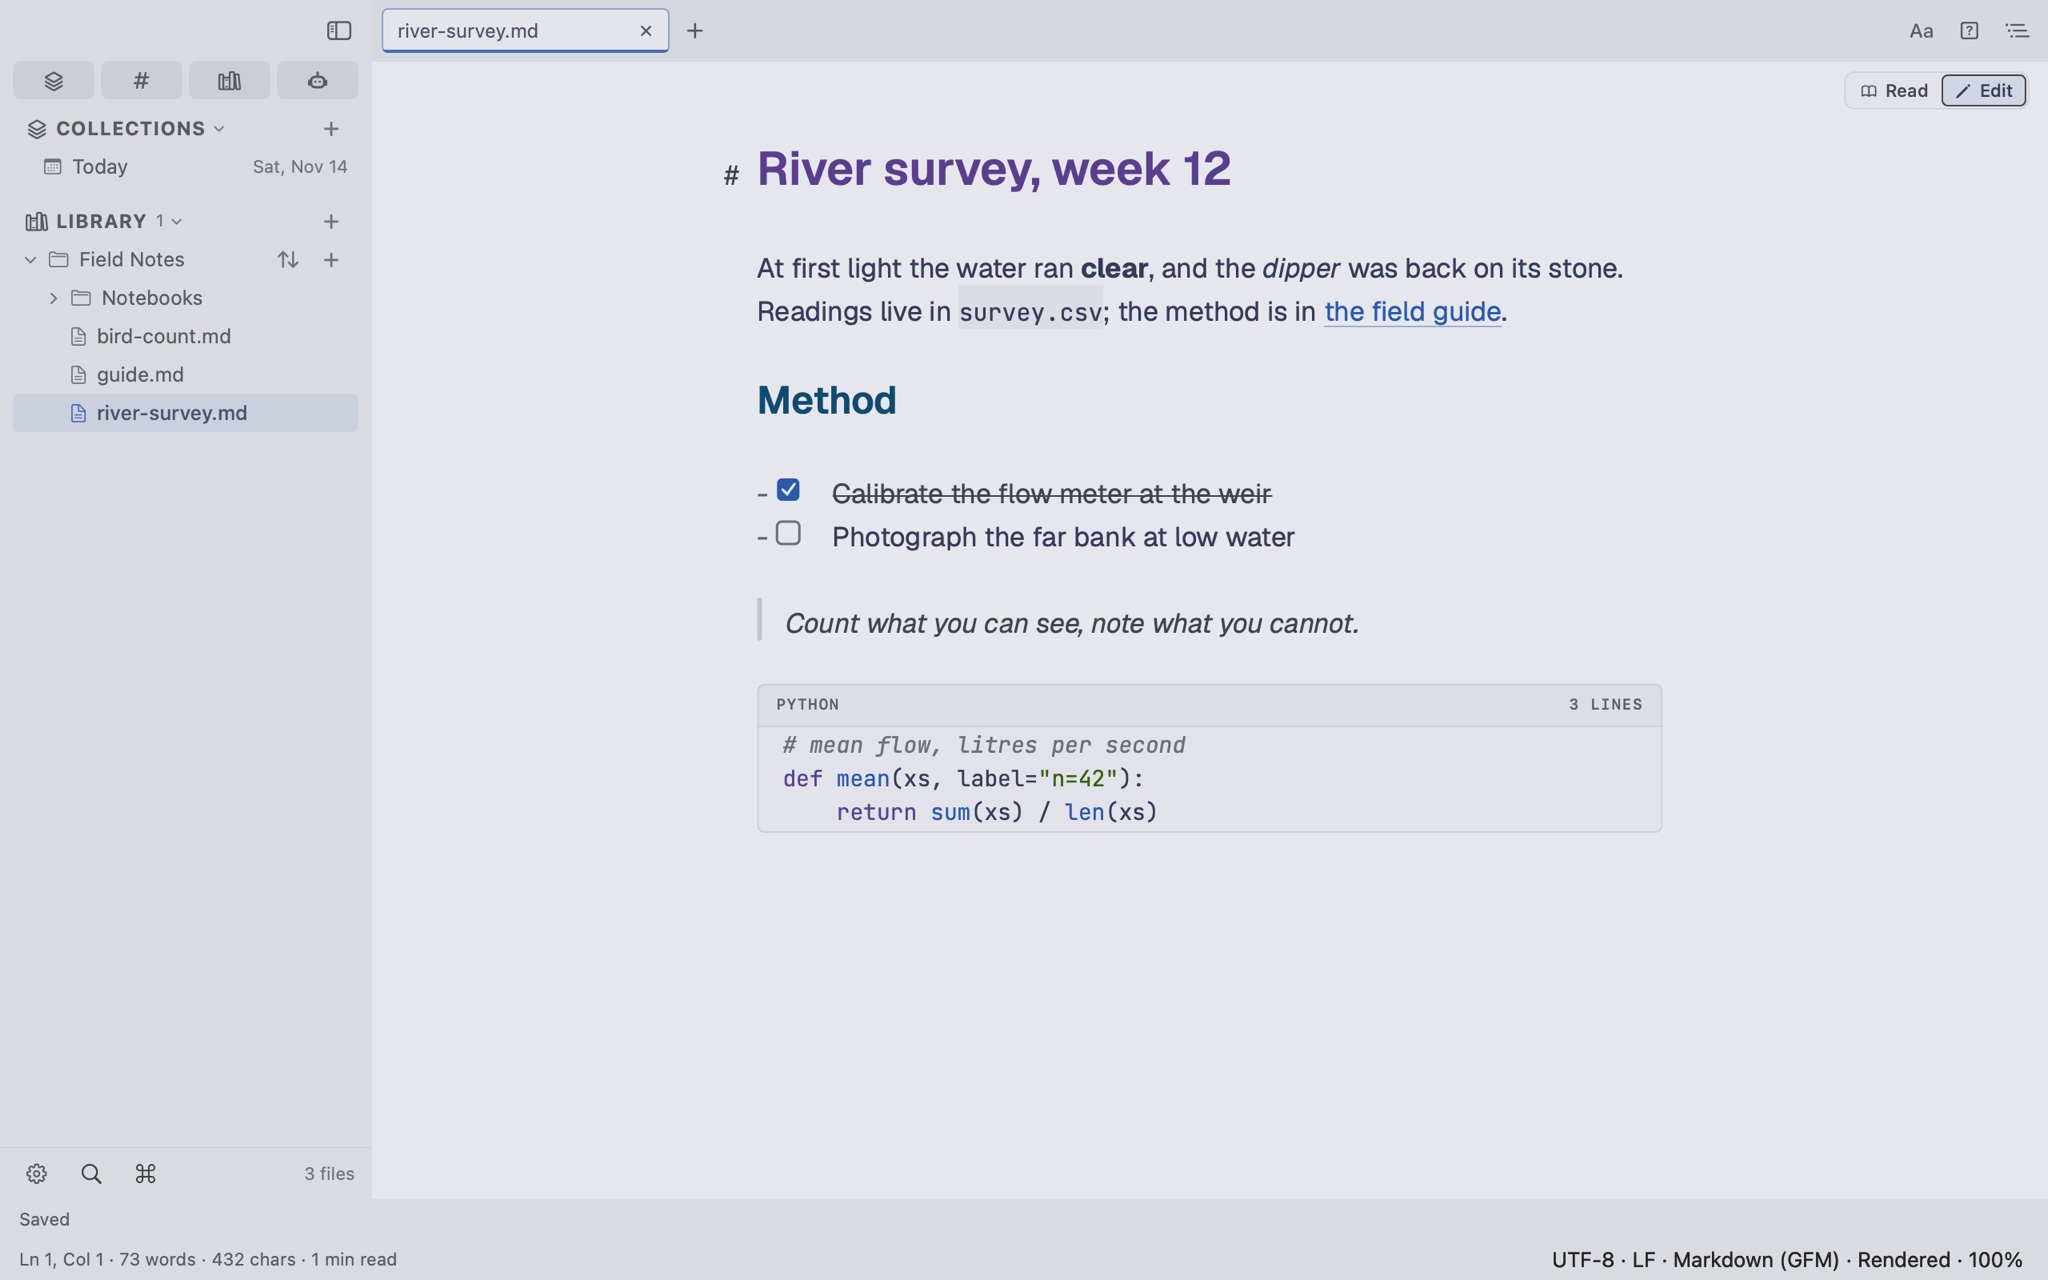 river-survey.md
Aa
Read
Edit
COLLECTIONS
Today
Sat, Nov 14
LIBRARY 1
Field Notes
Notebooks
bird-count.md
guide.md
river-survey.md
3 files
# River survey, week 12
At first light the water ran clear, and the dipper was back on its stone.
Readings live in survey.csv; the method is in the field guide.
Method
- Calibrate the flow meter at the weir
- Photograph the far bank at low water
Count what you can see, note what you cannot.
PYTHON
3 LINES
# mean flow, litres per second
def mean(xs, label="n=42"):
    return sum(xs) / len(xs)
Saved
Ln 1, Col 1 · 73 words · 432 chars · 1 min read
UTF-8 · LF · Markdown (GFM) · Rendered · 100%